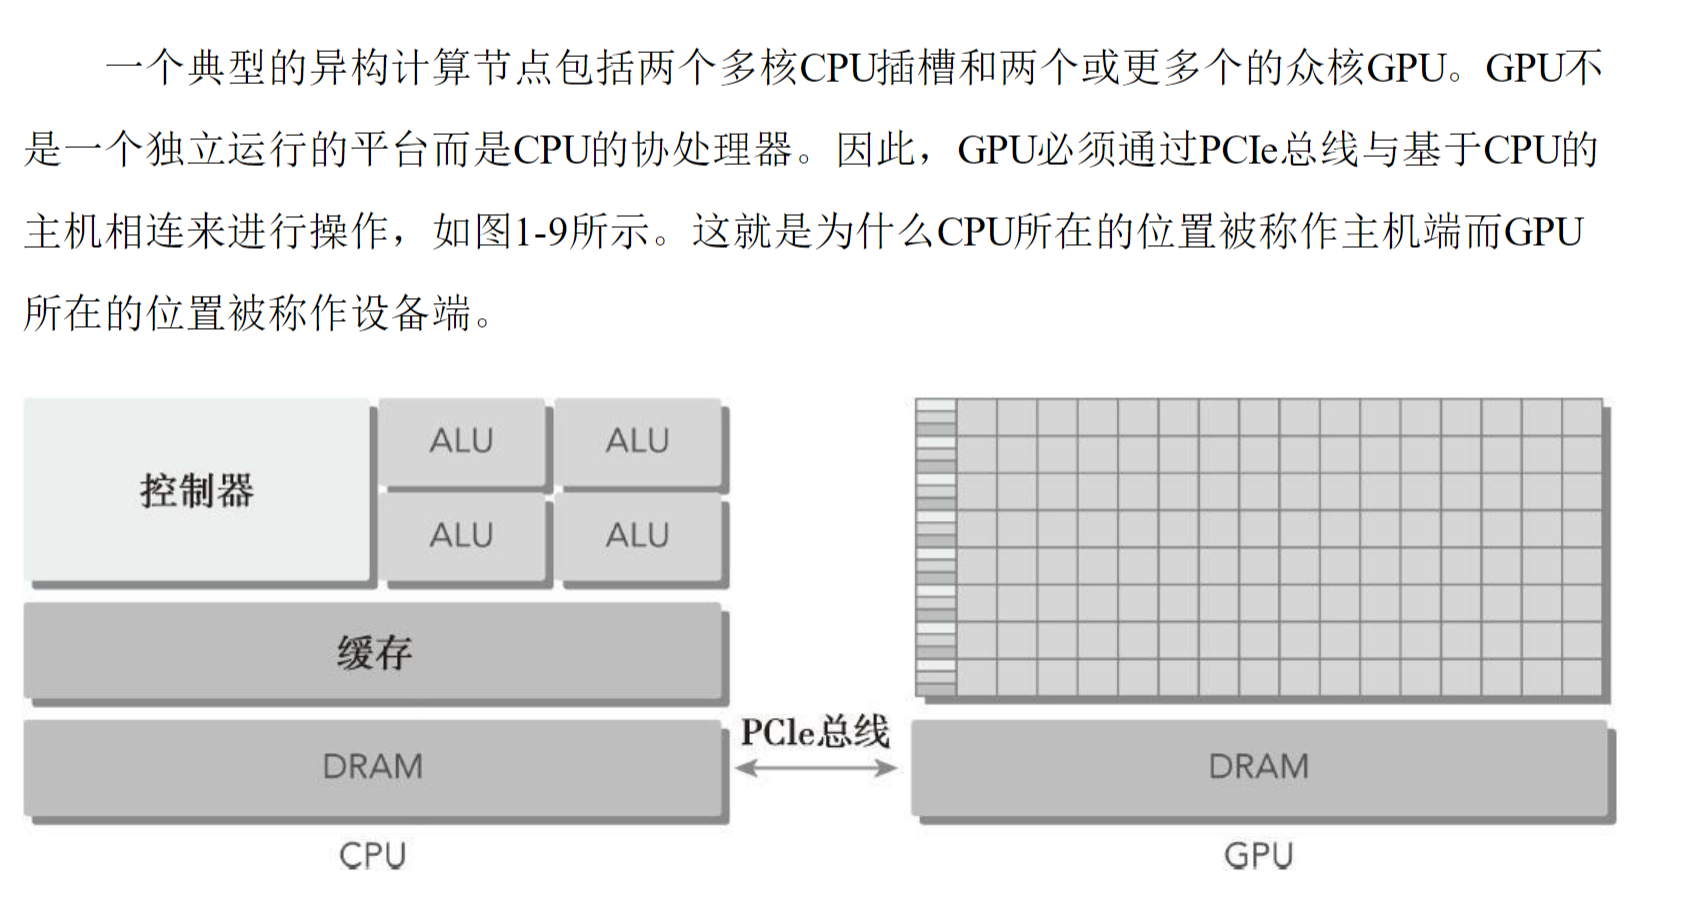 一个典型的异构计算节点包括两个多核CPU插槽和两个或更多个的众核GPU。GPU不
是一个独立运行的平台而是CPU的协处理器。因此，GPU必须通过PCIe总线与基于CPU的
主机相连来进行操作，如图1-9所示。这就是为什么CPU所在的位置被称作主机端而GPU
所在的位置被称作设备端。
控制器
ALU
ALU
ALU
ALU
缓存
DRAM
CPU
PCle总线
DRAM
GPU